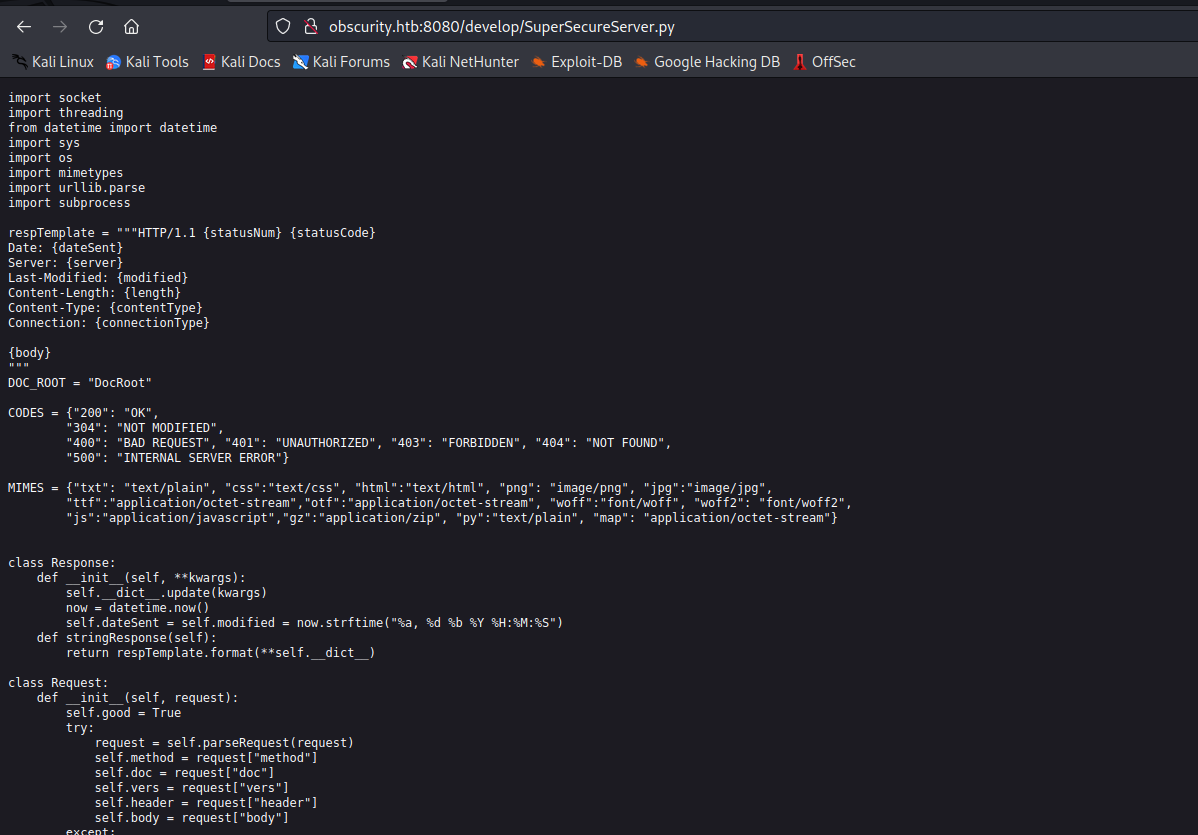 obscurity.htb:8080/develop/SuperSecureServer.py
Kali Linux Kali Tools Kali Docs Kali Forums Kali NetHunter Exploit-DB Google Hacking DB OffSec
import socket
import threading
from datetime import datetime
import sys
import os
import mimetypes
import urllib.parse
import subprocess

respTemplate = """HTTP/1.1 {statusNum} {statusCode}
Date: {dateSent}
Server: {server}
Last-Modified: {modified}
Content-Length: {length}
Content-Type: {contentType}
Connection: {connectionType}

{body}
"""
DOC_ROOT = "DocRoot"

CODES = {"200": "OK",
        "304": "NOT MODIFIED",
        "400": "BAD REQUEST", "401": "UNAUTHORIZED", "403": "FORBIDDEN", "404": "NOT FOUND",
        "500": "INTERNAL SERVER ERROR"}

MIMES = {"txt": "text/plain", "css":"text/css", "html":"text/html", "png": "image/png", "jpg":"image/jpg",
        "ttf":"application/octet-stream","otf":"application/octet-stream", "woff":"font/woff", "woff2": "font/woff2",
        "js":"application/javascript","gz":"application/zip", "py":"text/plain", "map": "application/octet-stream"}


class Response:
    def __init__(self, **kwargs):
        self.__dict__.update(kwargs)
        now = datetime.now()
        self.dateSent = self.modified = now.strftime("%a, %d %b %Y %H:%M:%S")
    def stringResponse(self):
        return respTemplate.format(**self.__dict__)

class Request:
    def __init__(self, request):
        self.good = True
        try:
            request = self.parseRequest(request)
            self.method = request["method"]
            self.doc = request["doc"]
            self.vers = request["vers"]
            self.header = request["header"]
            self.body = request["body"]
        except: